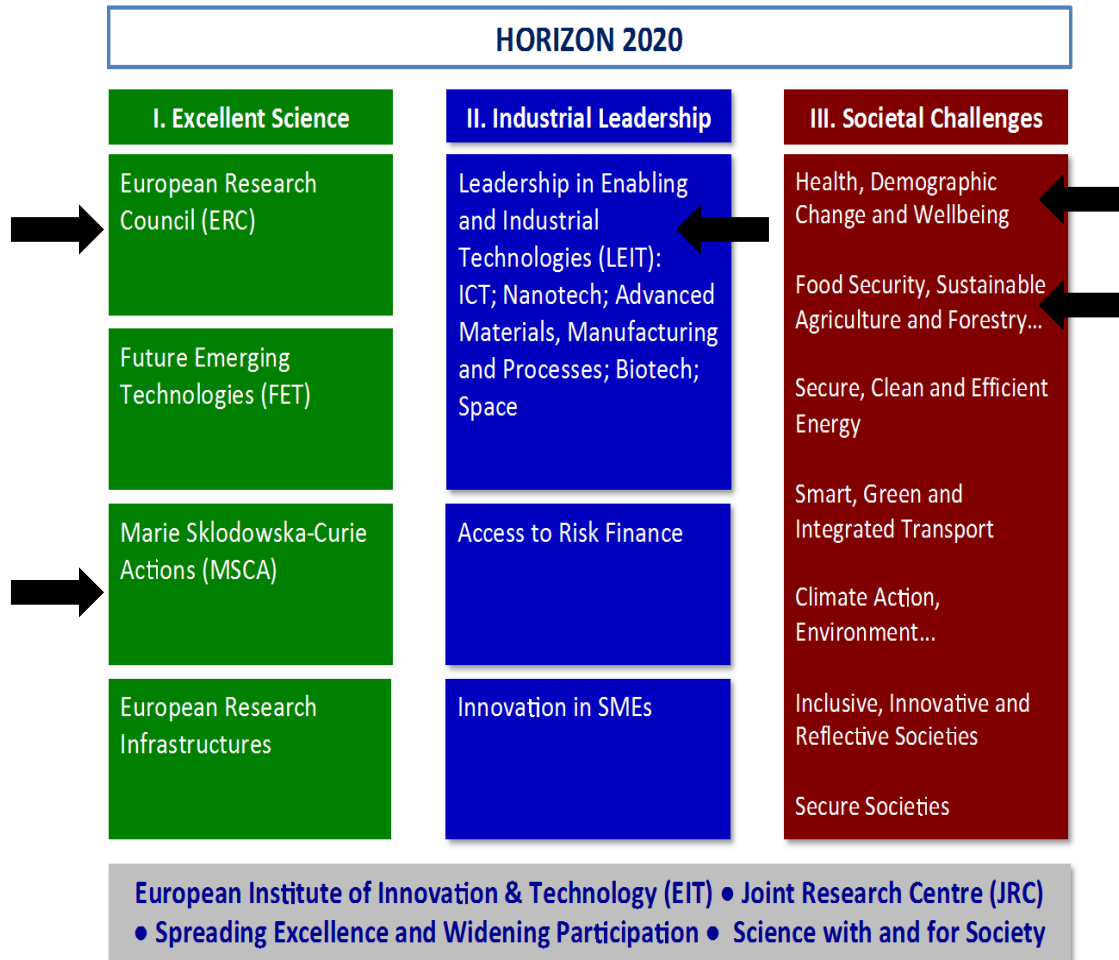 HORIZON 2020
I. Excellent Science
European Research
Council (ERC)
Future Emerging
Technologies (FET)
Marie Sklodowska-Curie
Actions (MSCA)
European Research
Infrastructures
II. Industrial Leadership
Leadership in Enabling
and Industrial
Technologies (LEIT):
ICT; Nanotech; Advanced
Materials, Manufacturing
and Processes; Biotech;
Space
Access to Risk Finance
Innovation in SMEs
III. Societal Challenges
Health, Demographic
Change and Wellbeing
Food Security, Sustainable
Agriculture and Forestry...
Secure, Clean and Efficient
Energy
Smart, Green and
Integrated Transport
Climate Action,
Environment...
Inclusive, Innovative and
Reflective Societies
Secure Societies
European Institute of Innovation & Technology (EIT) ● Joint Research Centre (JRC)
● Spreading Excellence and Widening Participation ● Science with and for Society